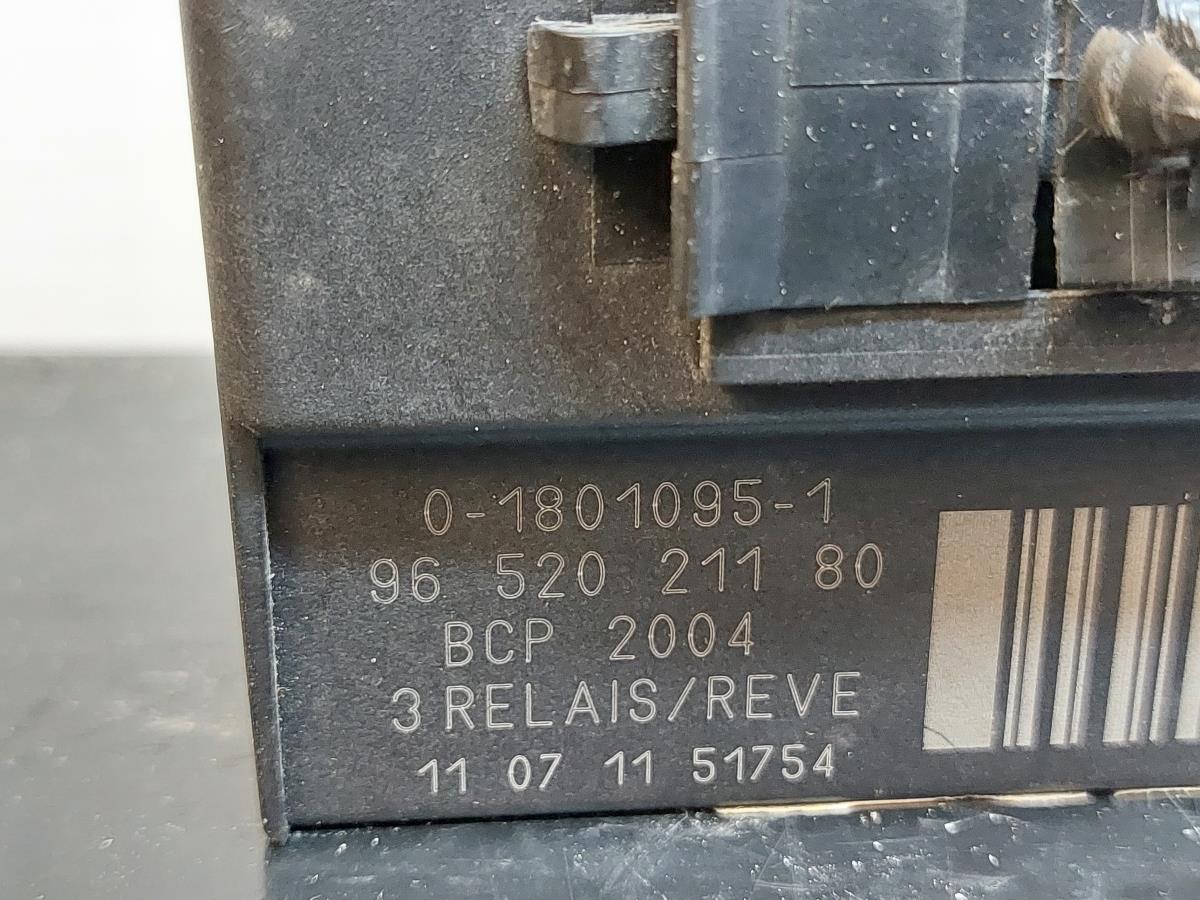 0-1801095-1
96 520 211 80
BCP 2004
3 RELAIS/REVE
11 07 11 51754